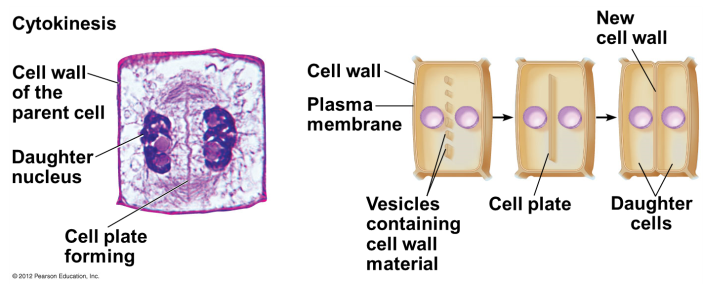 Cytokinesis
Cell wall
of the
parent cell
Daughter
nucleus
Cell plate
forming
© 2012 Pearson Education, Inc.
Cell wall
Plasma
membrane
Vesicles
containing
cell wall
material
Cell plate
New
cell wall
Daughter
cells